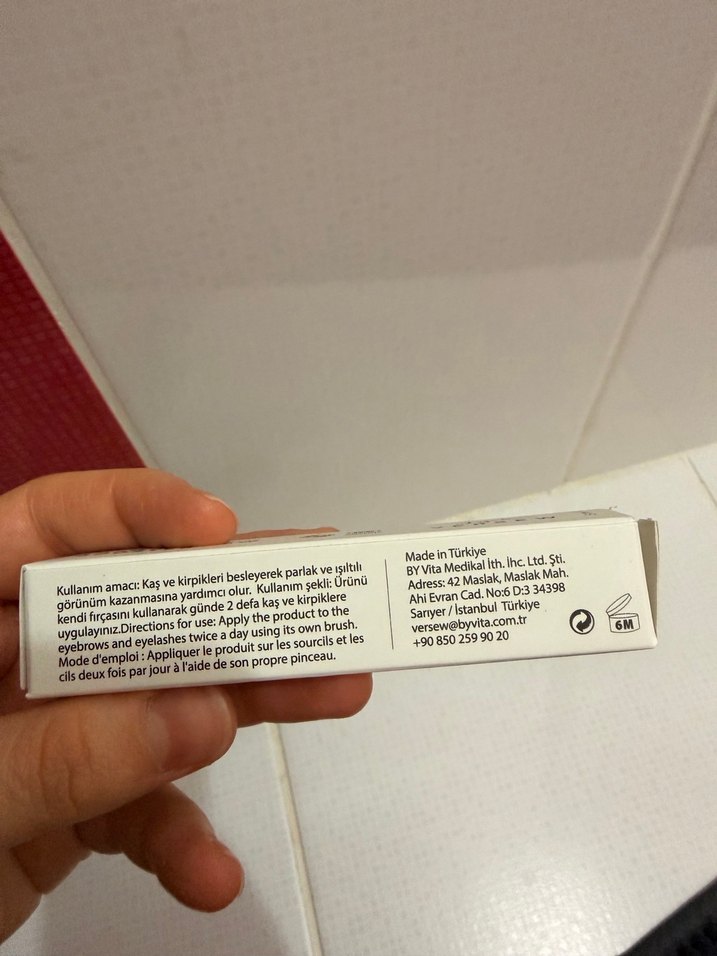 Kullanım amacı: Kaş ve kirpikleri besleyerek parlak ve ışıltılı
görünüm kazanmasına yardımcı olur. Kullanım şekli: Ürünü
kendi fırçasını kullanarak günde 2 defa kaş ve kirpiklere
uygulayınız.Directions for use: Apply the product to the
eyebrows and eyelashes twice a day using its own brush.
Mode d'emploi : Appliquer le produit sur les sourcils et les
cils deux fois par jour à l'aide de son propre pinceau.
Made in Türkiye
BY Vita Medikal İth. İhc. Ltd. Şti.
Adress: 42 Maslak, Maslak Mah.
Ahi Evran Cad. No:6 D:3 34398
Sarıyer / İstanbul Türkiye
versew@byvita.com.tr
+90 850 259 90 20
6M